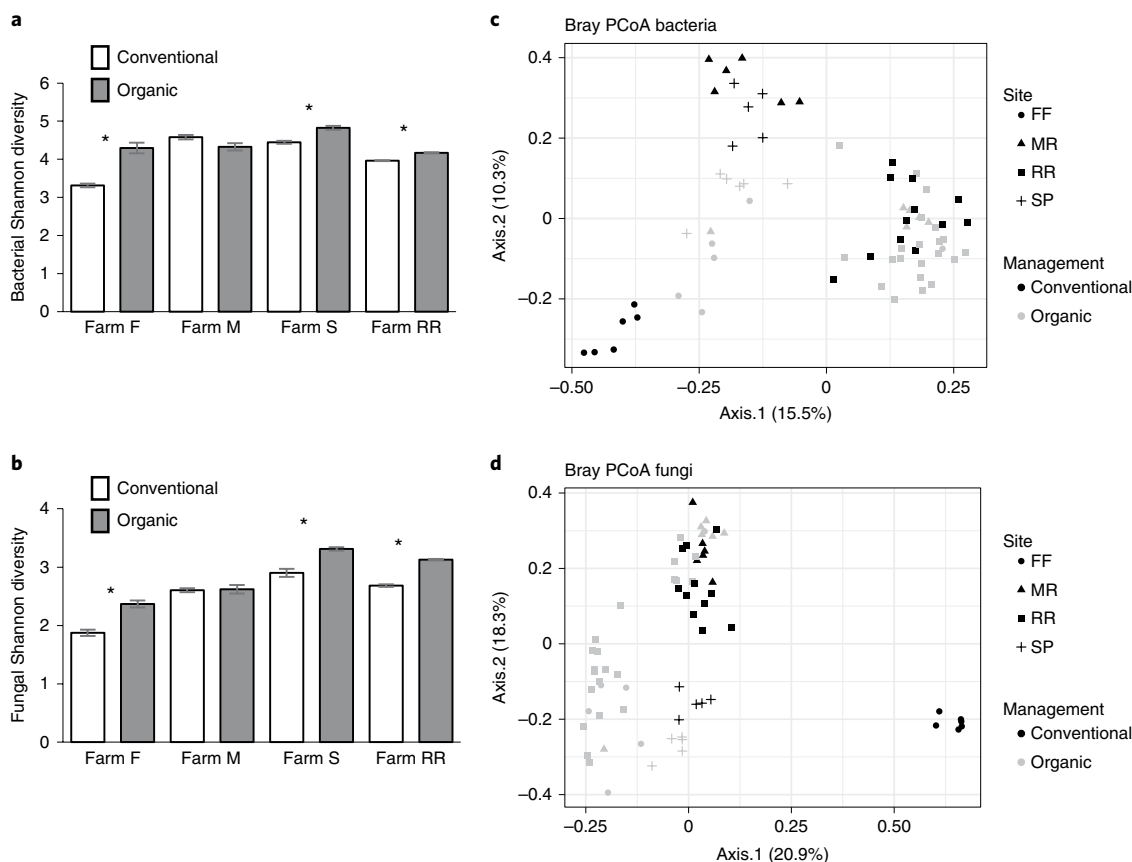 a
Conventional
Organic
Bacterial Shannon diversity
6
5
4
3
2
1
0
*
*
*
Farm F Farm M Farm S Farm RR
b
Conventional
Organic
Fungal Shannon diversity
4
3
2
1
0
*
*
*
Farm F Farm M Farm S Farm RR
c
Bray PCoA bacteria
Axis.2 (10.3%)
0.4
0.2
0
–0.2
–0.50 –0.25 0 0.25
Axis.1 (15.5%)
Site
FF
MR
RR
SP
Management
Conventional
Organic
d
Bray PCoA fungi
Axis.2 (18.3%)
0.4
0.2
0
–0.2
–0.4
–0.25 0 0.25 0.50
Axis.1 (20.9%)
Site
FF
MR
RR
SP
Management
Conventional
Organic